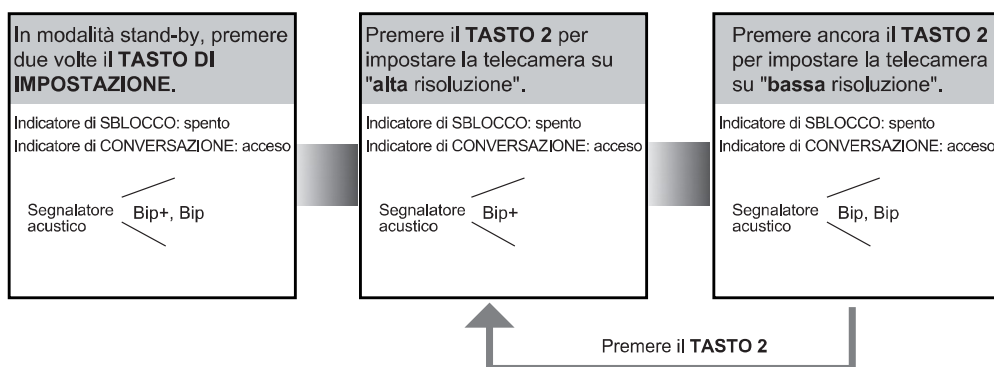 In modalità stand-by, premere
due volte il TASTO DI
IMPOSTAZIONE.
Indicatore di SBLOCCO: spento
Indicatore di CONVERSAZIONE: acceso
Segnalatore
acustico
Bip+, Bip
Premere il TASTO 2 per
impostare la telecamera su
"alta risoluzione".
Indicatore di SBLOCCO: spento
Indicatore di CONVERSAZIONE: acceso
Segnalatore
acustico
Bip+
Premere ancora il TASTO 2
per impostare la telecamera
su "bassa risoluzione".
Indicatore di SBLOCCO: spento
Indicatore di CONVERSAZIONE: acceso
Segnalatore
acustico
Bip, Bip
Premere il TASTO 2